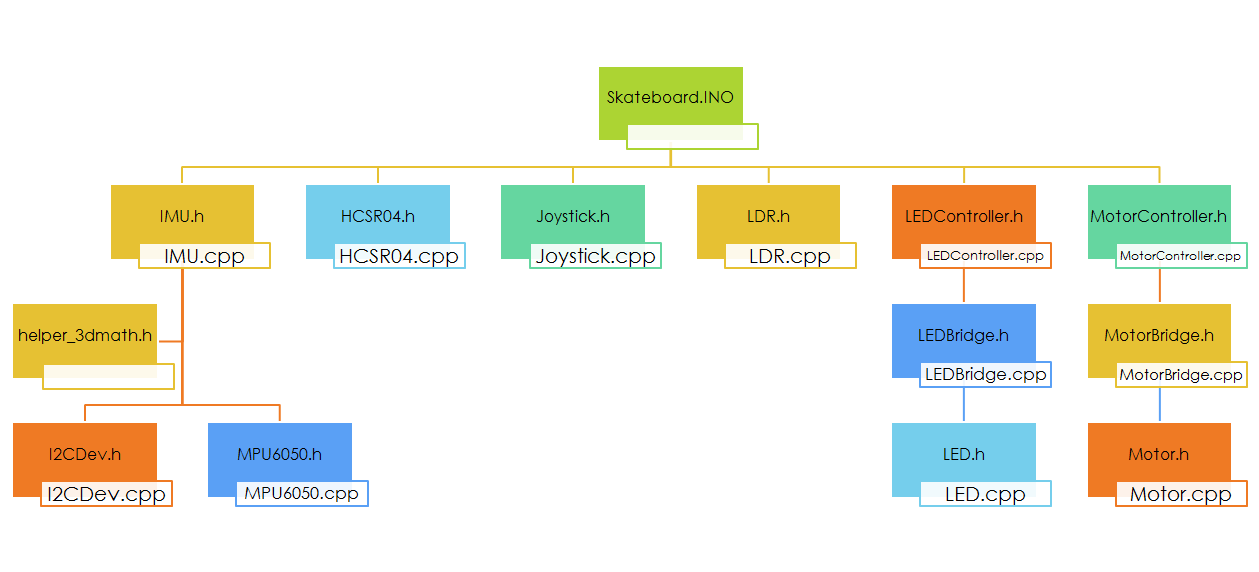 Skateboard.INO
IMU.h
IMU.cpp
HCSR04.h
HCSR04.cpp
Joystick.h
Joystick.cpp
LDR.h
LDR.cpp
LEDController.h
LEDController.cpp
MotorController.h
MotorController.cpp
helper_3dmath.h
LEDBridge.h
LEDBridge.cpp
MotorBridge.h
MotorBridge.cpp
I2CDev.h
I2CDev.cpp
MPU6050.h
MPU6050.cpp
LED.h
LED.cpp
Motor.h
Motor.cpp